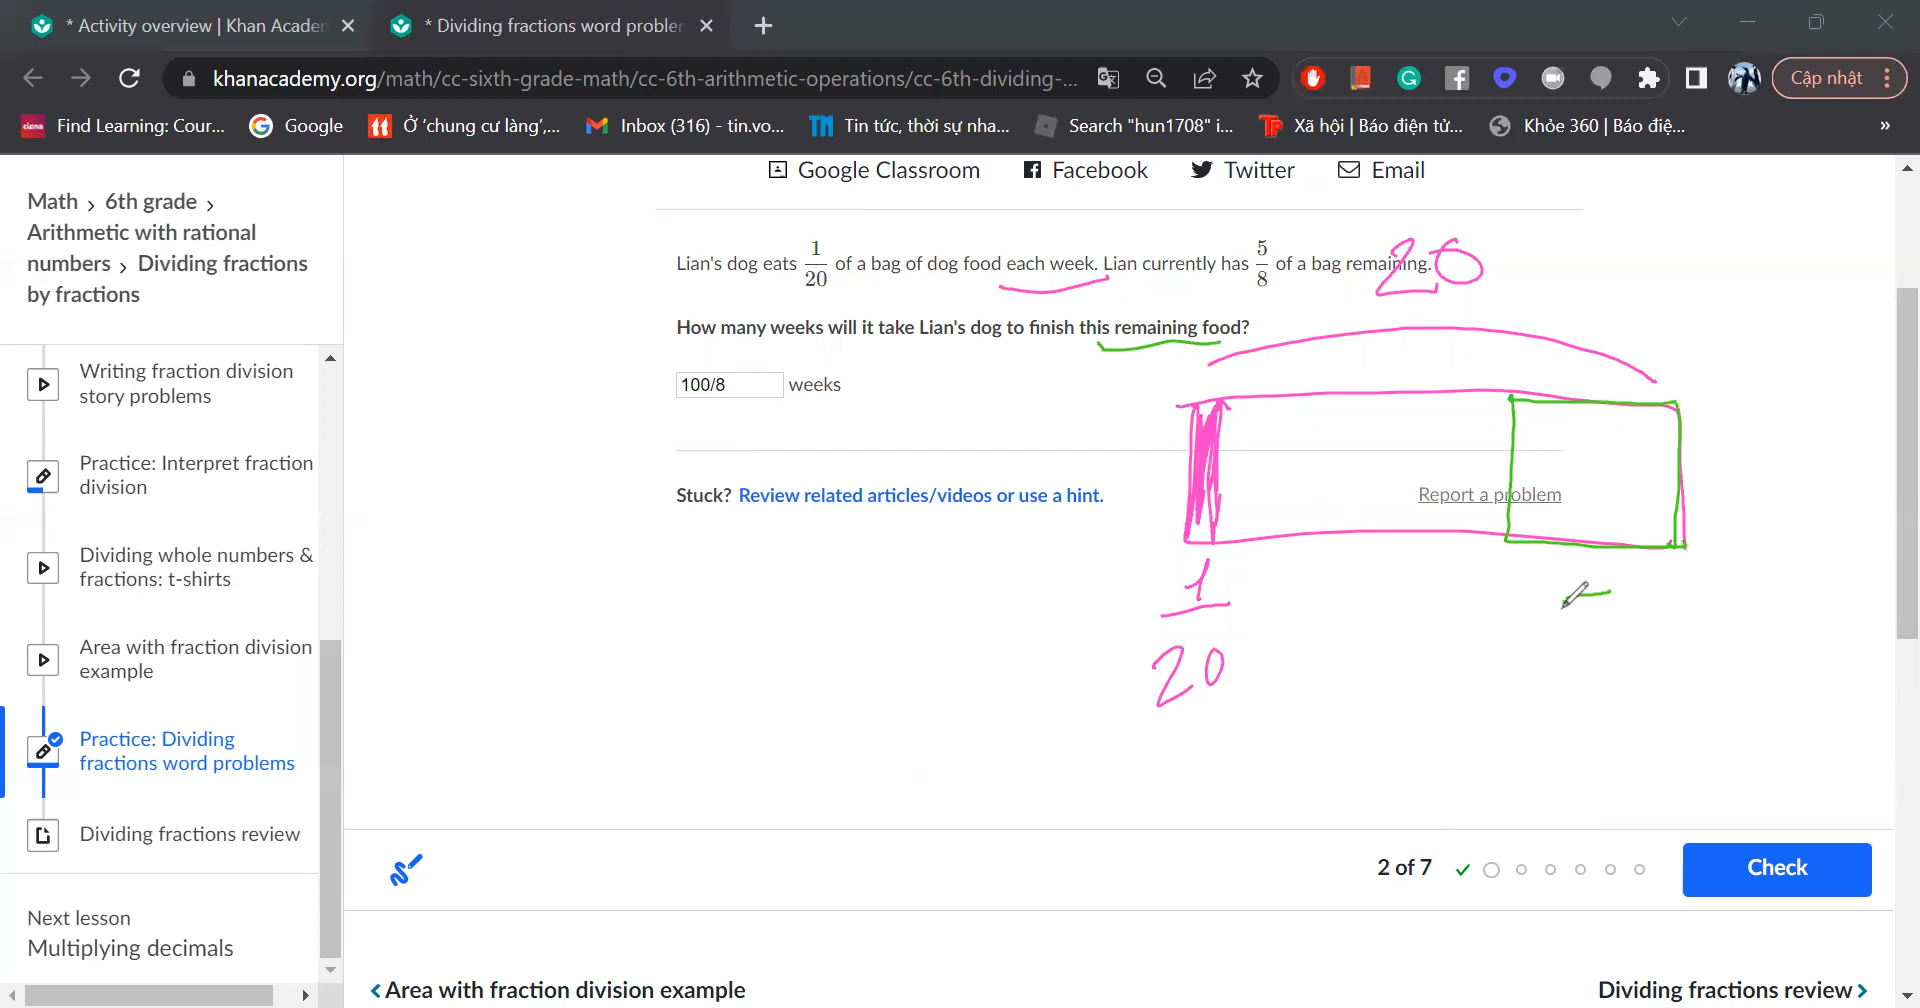 * Activity overview | Khan Acader
* Dividing fractions word probler
khanacademy.org/math/cc-sixth-grade-math/cc-6th-arithmetic-operations/cc-6th-dividing-...
Cập nhật
ciena Find Learning: Cour...
Google
Ở 'chung cư làng',...
Inbox (316) - tin.vo...
TN Tin tức, thời sự nha...
Search "hun1708" i...
Xã hội | Báo điện tử...
Khỏe 360 | Báo điệ...
»
Google Classroom
Facebook
Twitter
Email
Math > 6th grade >
Arithmetic with rational
numbers > Dividing fractions
by fractions
Writing fraction division
story problems
Practice: Interpret fraction
division
Dividing whole numbers &
fractions: t-shirts
Area with fraction division
example
Practice: Dividing
fractions word problems
Dividing fractions review
Next lesson
Multiplying decimals
Lian's dog eats 1/20 of a bag of dog food each week. Lian currently has 5/8 of a bag remaining.
20
How many weeks will it take Lian's dog to finish this remaining food?
100/8 weeks
Stuck? Review related articles/videos or use a hint.
Report a problem
1
20
2 of 7
Check
< Area with fraction division example
Dividing fractions review >